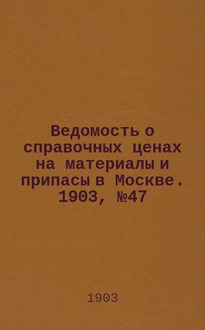 Ведомость о
справочных ценах
на материалы и
припасы в Москве.
1903, №47
1903